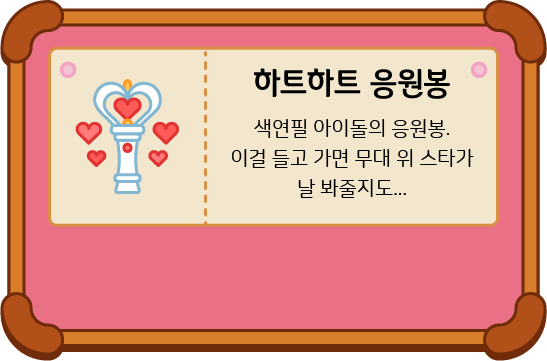 하트하트 응원봉
색연필 아이돌의 응원봉.
이걸 들고 가면 무대 위 스타가
날 봐줄지도...